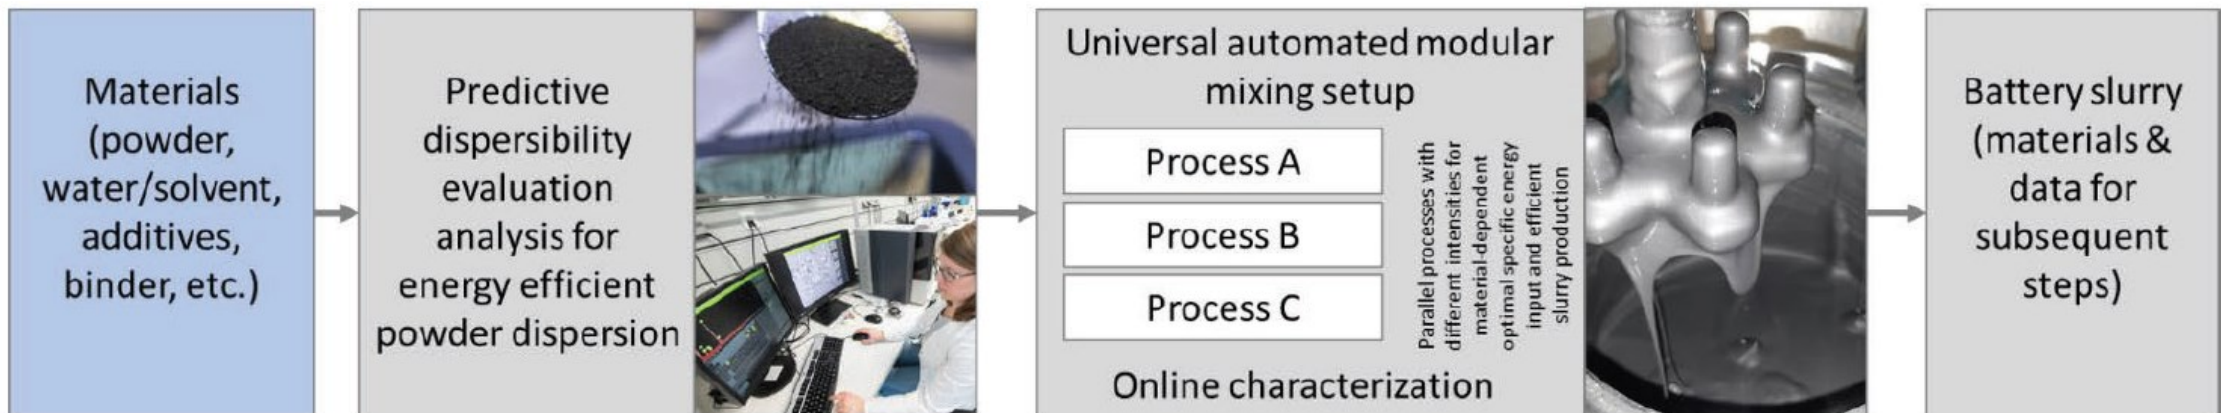 Materials
(powder,
water/solvent,
additives,
binder, etc.)
Predictive
dispersibility
evaluation
analysis for
energy efficient
powder dispersion
Universal automated modular
mixing setup
Process A
Process B
Process C
Parallel processes with
different intensities for
material-dependent
optimal specific energy
input and efficient
slurry production
Online characterization
Battery slurry
(materials &
data for
subsequent
steps)